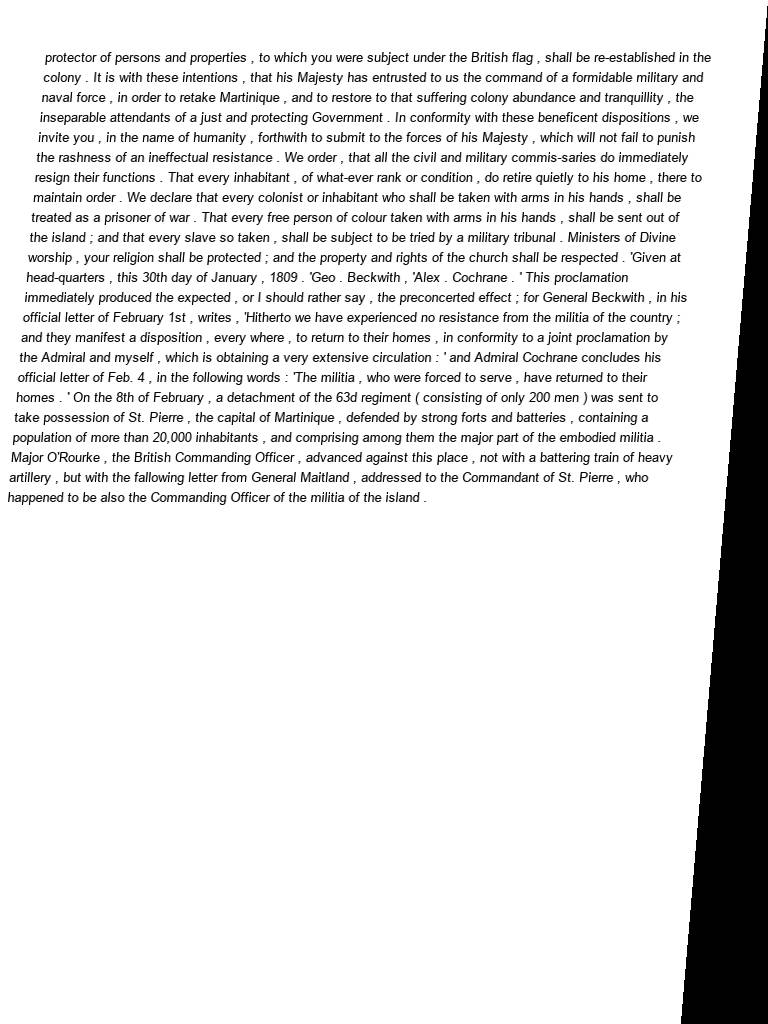 protector of persons and properties , to which you were subject under the British flag , shall be re-established in the
colony . It is with these intentions , that his Majesty has entrusted to us the command of a formidable military and
naval force , in order to retake Martinique , and to restore to that suffering colony abundance and tranquillity , the
inseparable attendants of a just and protecting Government . In conformity with these beneficent dispositions , we
invite you , in the name of humanity , forthwith to submit to the forces of his Majesty , which will not fail to punish
the rashness of an ineffectual resistance . We order , that all the civil and military commis-saries do immediately
resign their functions . That every inhabitant , of what-ever rank or condition , do retire quietly to his home , there to
maintain order . We declare that every colonist or inhabitant who shall be taken with arms in his hands , shall be
treated as a prisoner of war . That every free person of colour taken with arms in his hands , shall be sent out of
the island ; and that every slave so taken , shall be subject to be tried by a military tribunal . Ministers of Divine
worship , your religion shall be protected ; and the property and rights of the church shall be respected . 'Given at
head-quarters , this 30th day of January , 1809 . 'Geo . Beckwith , 'Alex . Cochrane . ' This proclamation
immediately produced the expected , or I should rather say , the preconcerted effect ; for General Beckwith , in his
official letter of February 1st , writes , 'Hitherto we have experienced no resistance from the militia of the country ;
and they manifest a disposition , every where , to return to their homes , in conformity to a joint proclamation by
the Admiral and myself , which is obtaining a very extensive circulation : ' and Admiral Cochrane concludes his
official letter of Feb. 4 , in the following words : 'The militia , who were forced to serve , have returned to their
homes . ' On the 8th of February , a detachment of the 63d regiment ( consisting of only 200 men ) was sent to
take possession of St. Pierre , the capital of Martinique , defended by strong forts and batteries , containing a
population of more than 20,000 inhabitants , and comprising among them the major part of the embodied militia .
Major O'Rourke , the British Commanding Officer , advanced against this place , not with a battering train of heavy
artillery , but with the fallowing letter from General Maitland , addressed to the Commandant of St. Pierre , who
happened to be also the Commanding Officer of the militia of the island .